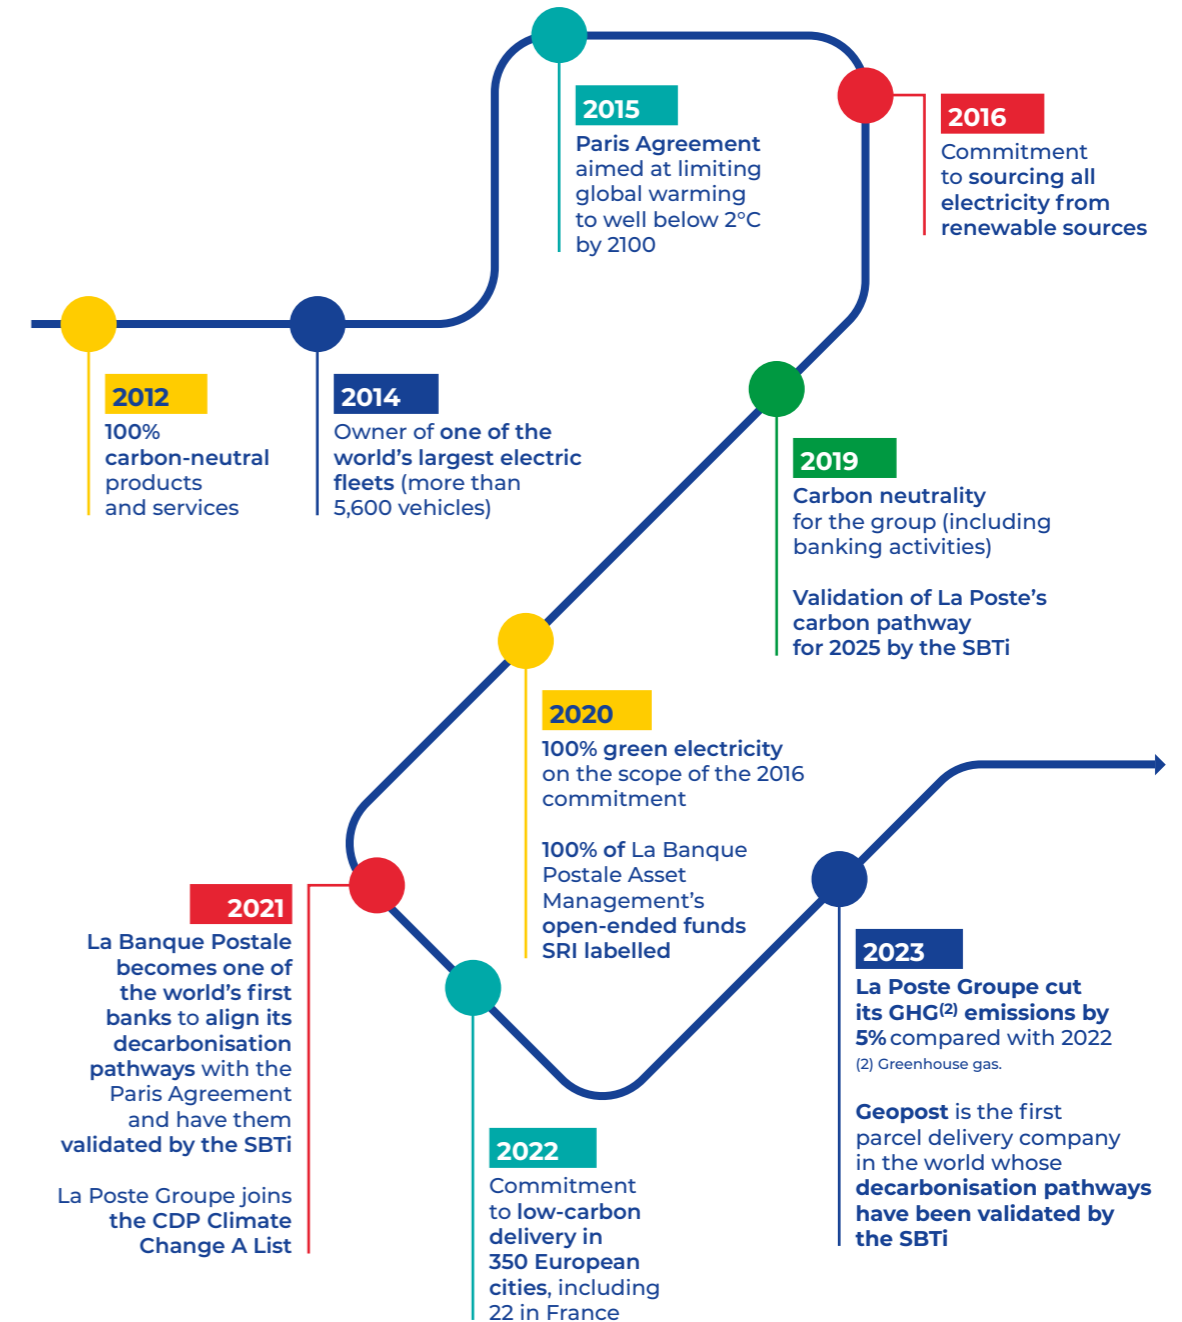 2012
100%
carbon-neutral
products
and services
2014
Owner of one of the
world's largest electric
fleets (more than
5,600 vehicles)
2015
Paris Agreement
aimed at limiting
global warming
to well below 2°C
by 2100
2016
Commitment
to sourcing all
electricity from
renewable sources
2019
Carbon neutrality
for the group (including
banking activities)
Validation of La Poste's
carbon pathway
for 2025 by the SBTi
2020
100% green electricity
on the scope of the 2016
commitment
100% of La Banque
Postale Asset
Management's
open-ended funds
SRI labelled
2021
La Banque Postale
becomes one of
the world's first
banks to align its
decarbonisation
pathways with the
Paris Agreement
and have them
validated by the SBTi
La Poste Groupe joins
the CDP Climate
Change A List
2022
Commitment
to low-carbon
delivery in
350 European
cities, including
22 in France
2023
La Poste Groupe cut
its GHG(2) emissions by
5% compared with 2022
(2) Greenhouse gas.
Geopost is the first
parcel delivery company
in the world whose
decarbonisation pathways
have been validated by
the SBTi